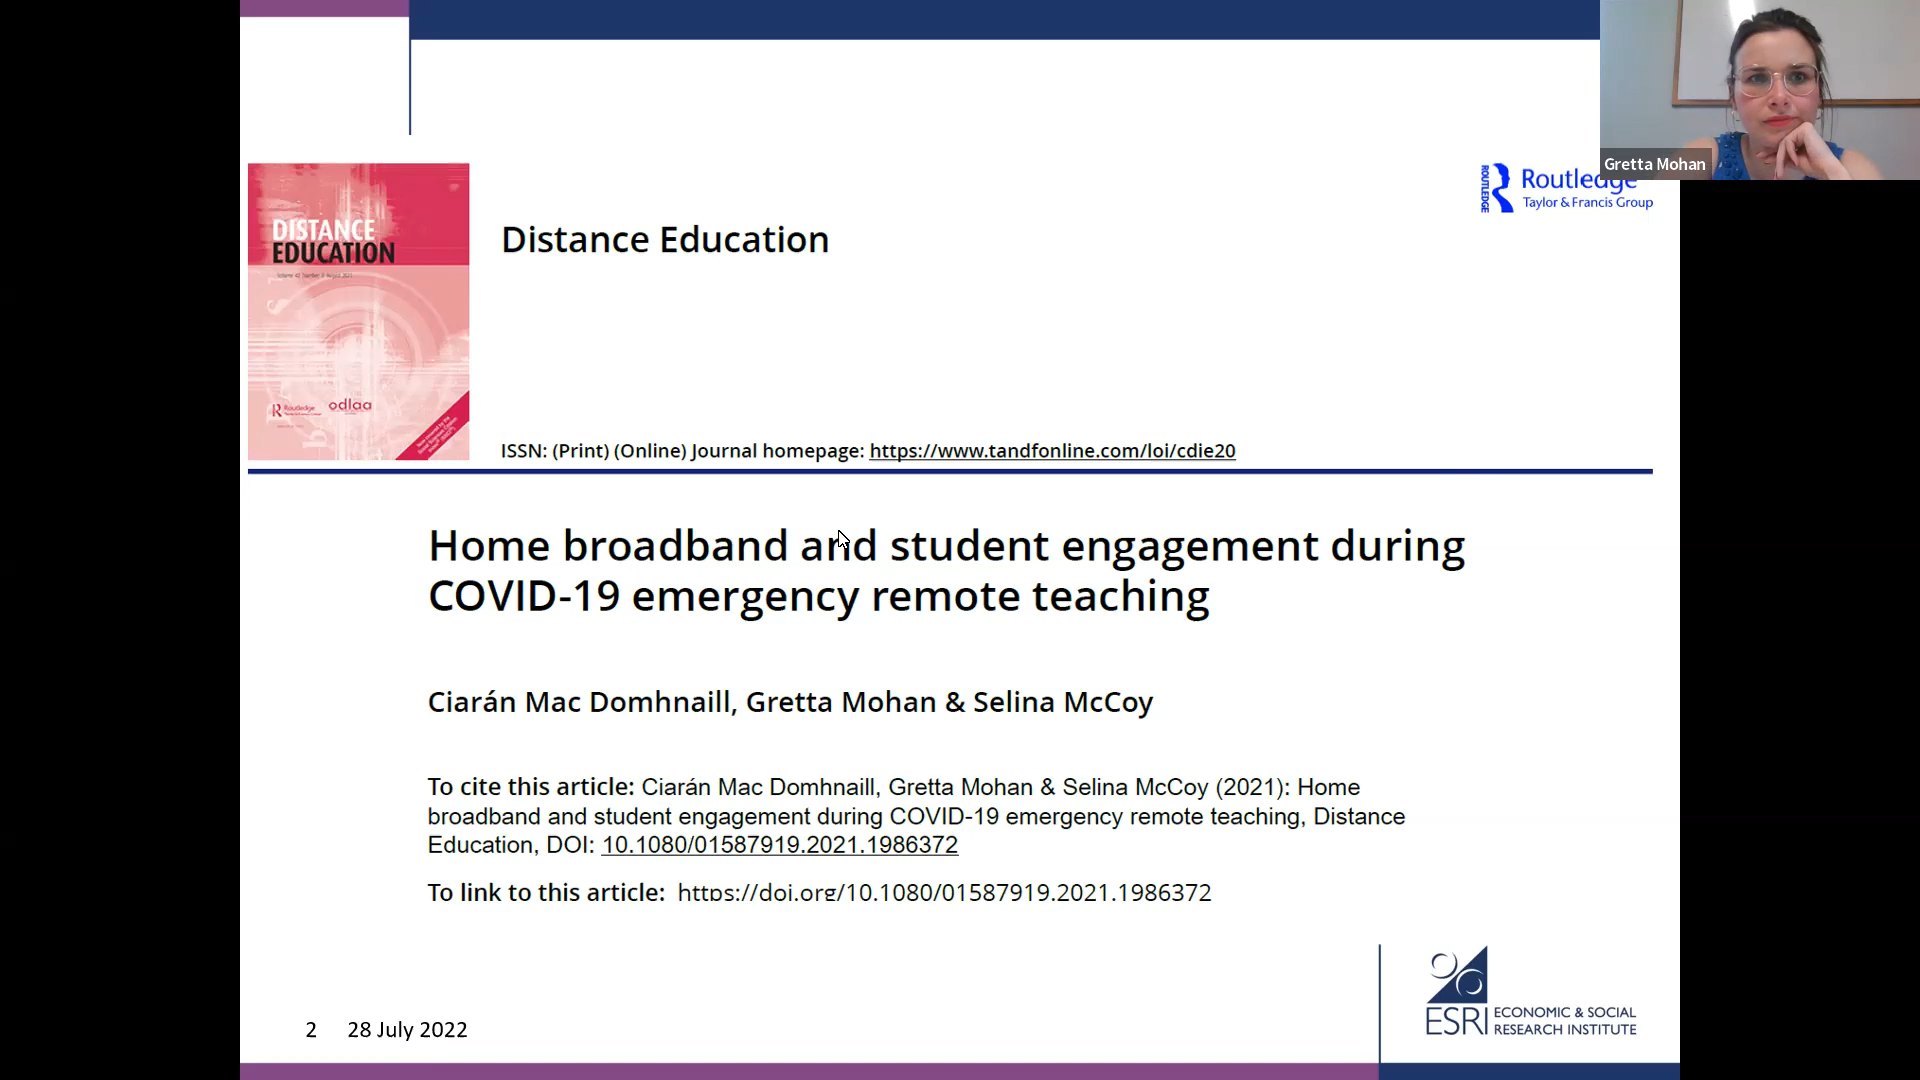 Gretta Mohan
ROUTLEDGE
Routledge
Taylor & Francis Group
DISTANCE
EDUCATION
Distance Education
Routledge
odlaa
ISSN: (Print) (Online) Journal homepage: https://www.tandfonline.com/loi/cdie20
Home broadband and student engagement during
COVID-19 emergency remote teaching
Ciarán Mac Domhnaill, Gretta Mohan & Selina McCoy
To cite this article: Ciarán Mac Domhnaill, Gretta Mohan & Selina McCoy (2021): Home
broadband and student engagement during COVID-19 emergency remote teaching, Distance
Education, DOI: 10.1080/01587919.2021.1986372
To link to this article: https://doi.org/10.1080/01587919.2021.1986372
ESRI
ECONOMIC & SOCIAL
RESEARCH INSTITUTE
2 28 July 2022